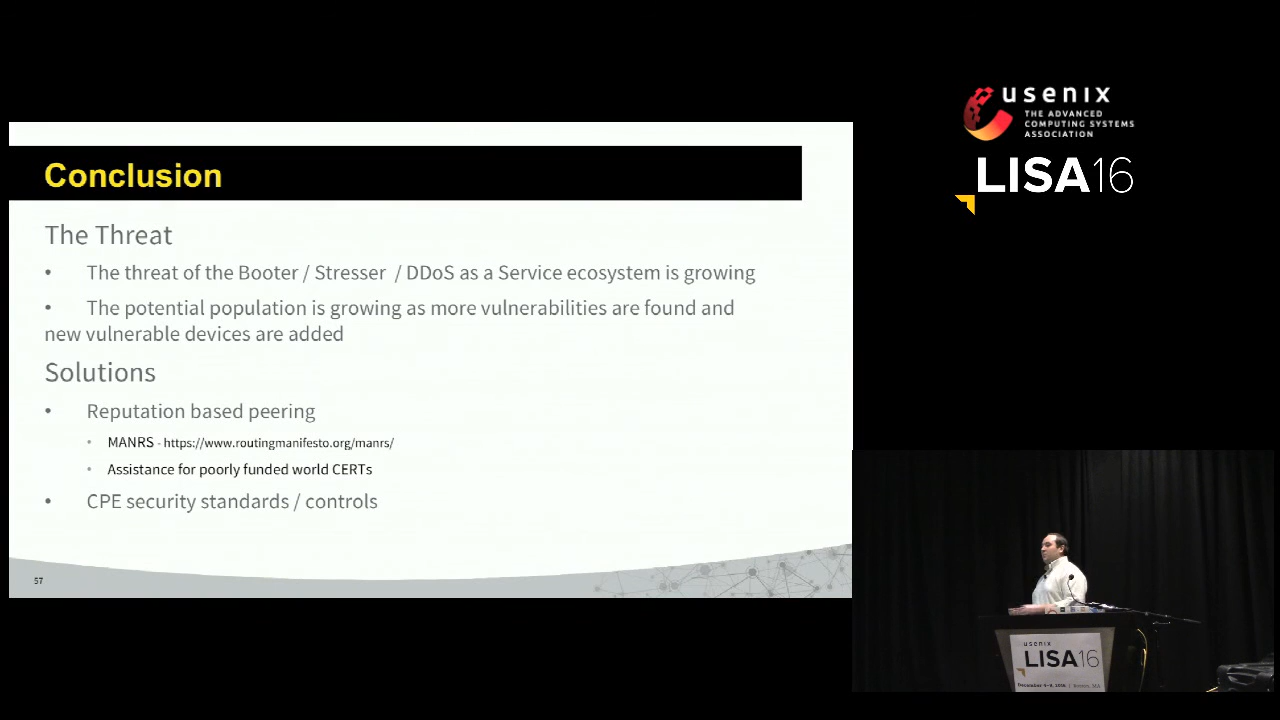 Conclusion
The Threat
• The threat of the Booter / Stresser / DDoS as a Service ecosystem is growing
• The potential population is growing as more vulnerabilities are found and
new vulnerable devices are added
Solutions
• Reputation based peering
• MANRS - https://www.routingmanifesto.org/manrs/
• Assistance for poorly funded world CERTs
• CPE security standards / controls
57
usenix
THE ADVANCED
COMPUTING SYSTEMS
ASSOCIATION
LISA16
usenix
LISA16